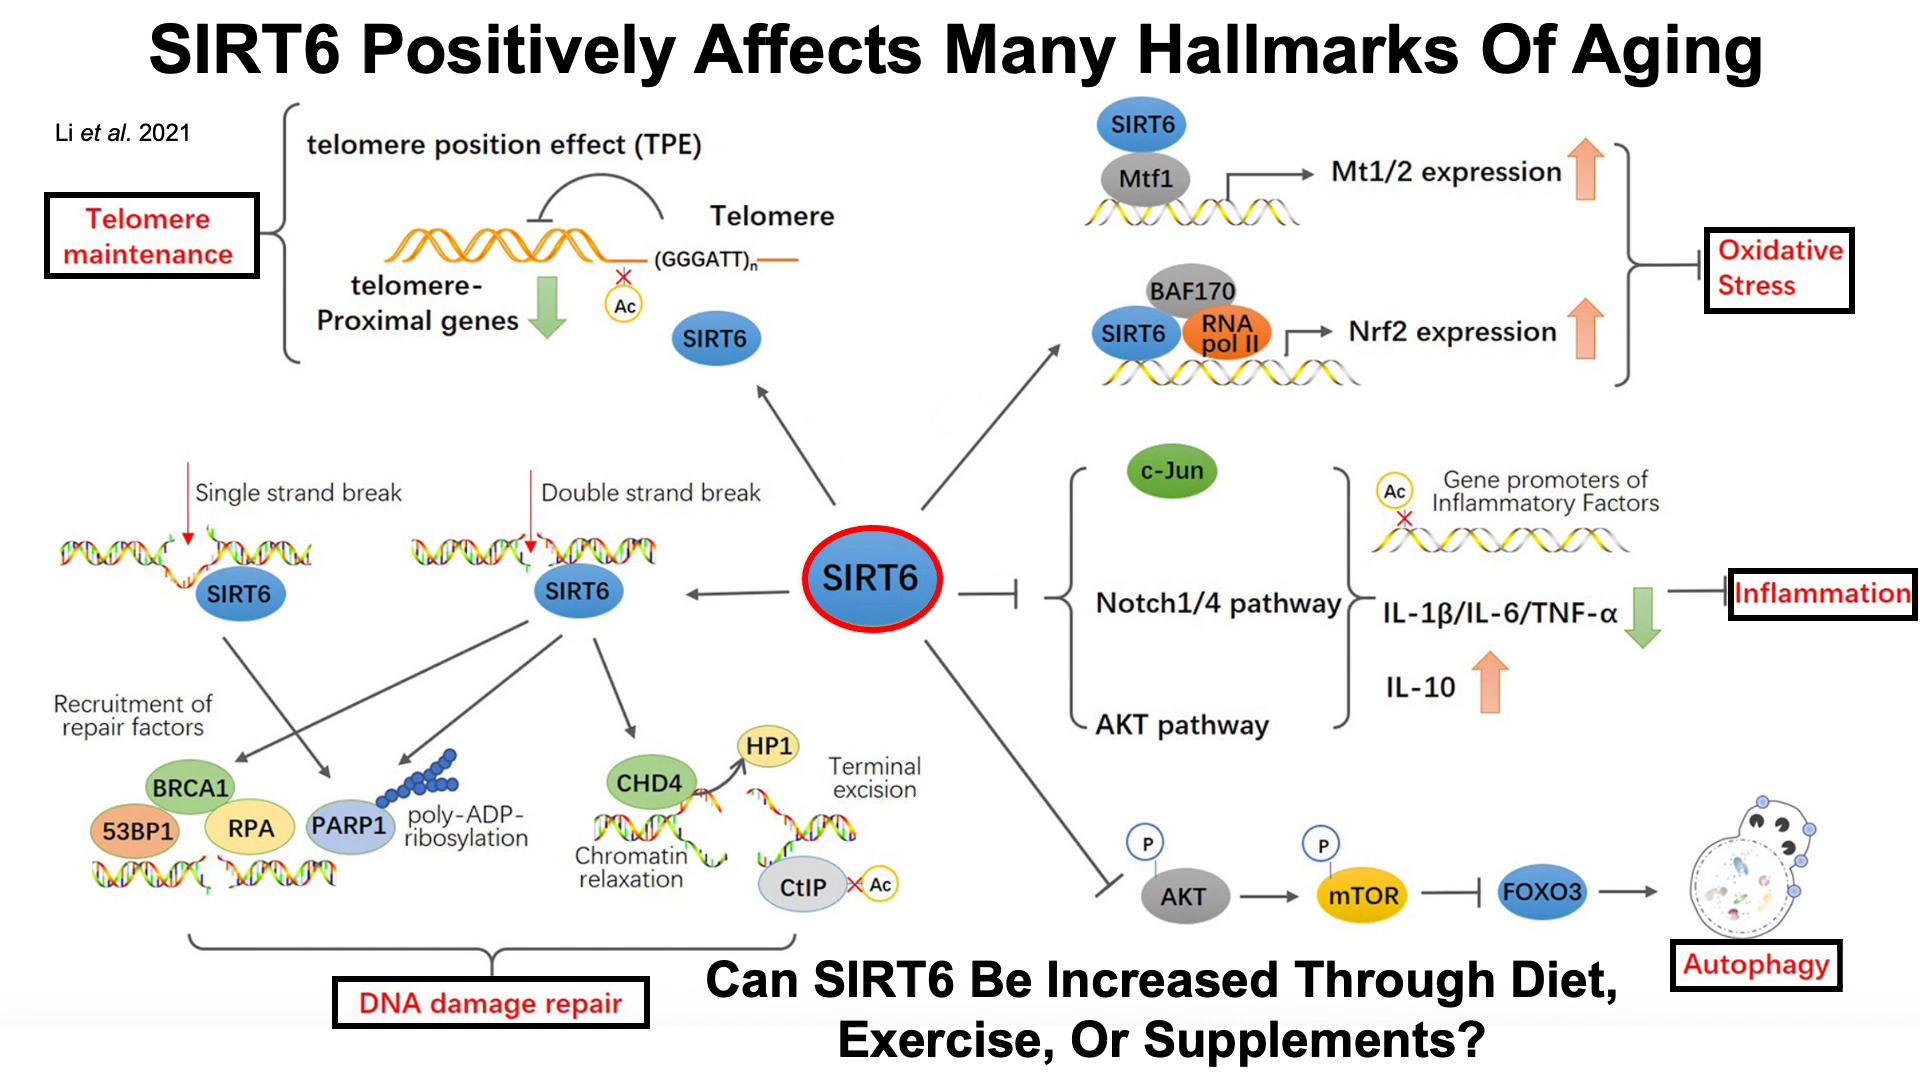 SIRT6 Positively Affects Many Hallmarks Of Aging
Li et al. 2021
Telomere
maintenance
telomere position effect (TPE)
Telomere
(GGGATT)n
telomere-
Proximal genes
Ac
SIRT6
SIRT6
Mtf1
Mt1/2 expression
BAF170
SIRT6
RNA
pol II
Nrf2 expression
Oxidative
Stress
Single strand break
SIRT6
Double strand break
SIRT6
SIRT6
c-Jun
Notch1/4 pathway
AKT pathway
Ac
Gene promoters of
Inflammatory Factors
IL-1β/IL-6/TNF-α
IL-10
Inflammation
Recruitment of
repair factors
BRCA1
53BP1
RPA
PARP1
poly-ADP-
ribosylation
CHD4
HP1
Chromatin
relaxation
Terminal
excision
CtIP
Ac
DNA damage repair
P
AKT
P
mTOR
FOXO3
Autophagy
Can SIRT6 Be Increased Through Diet,
Exercise, Or Supplements?